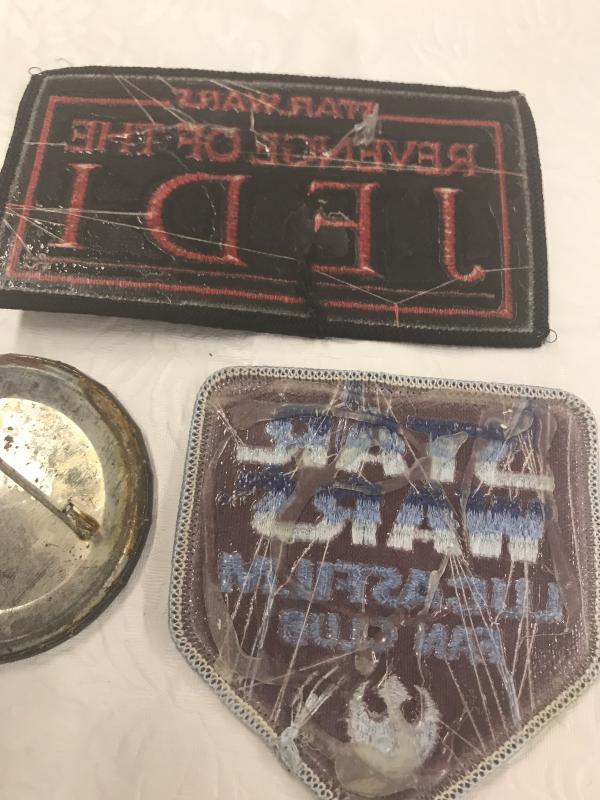 STAR WARS
REVENGE OF THE
JEDI
STAR
WARS
LUCASFILM
FAN CLUB